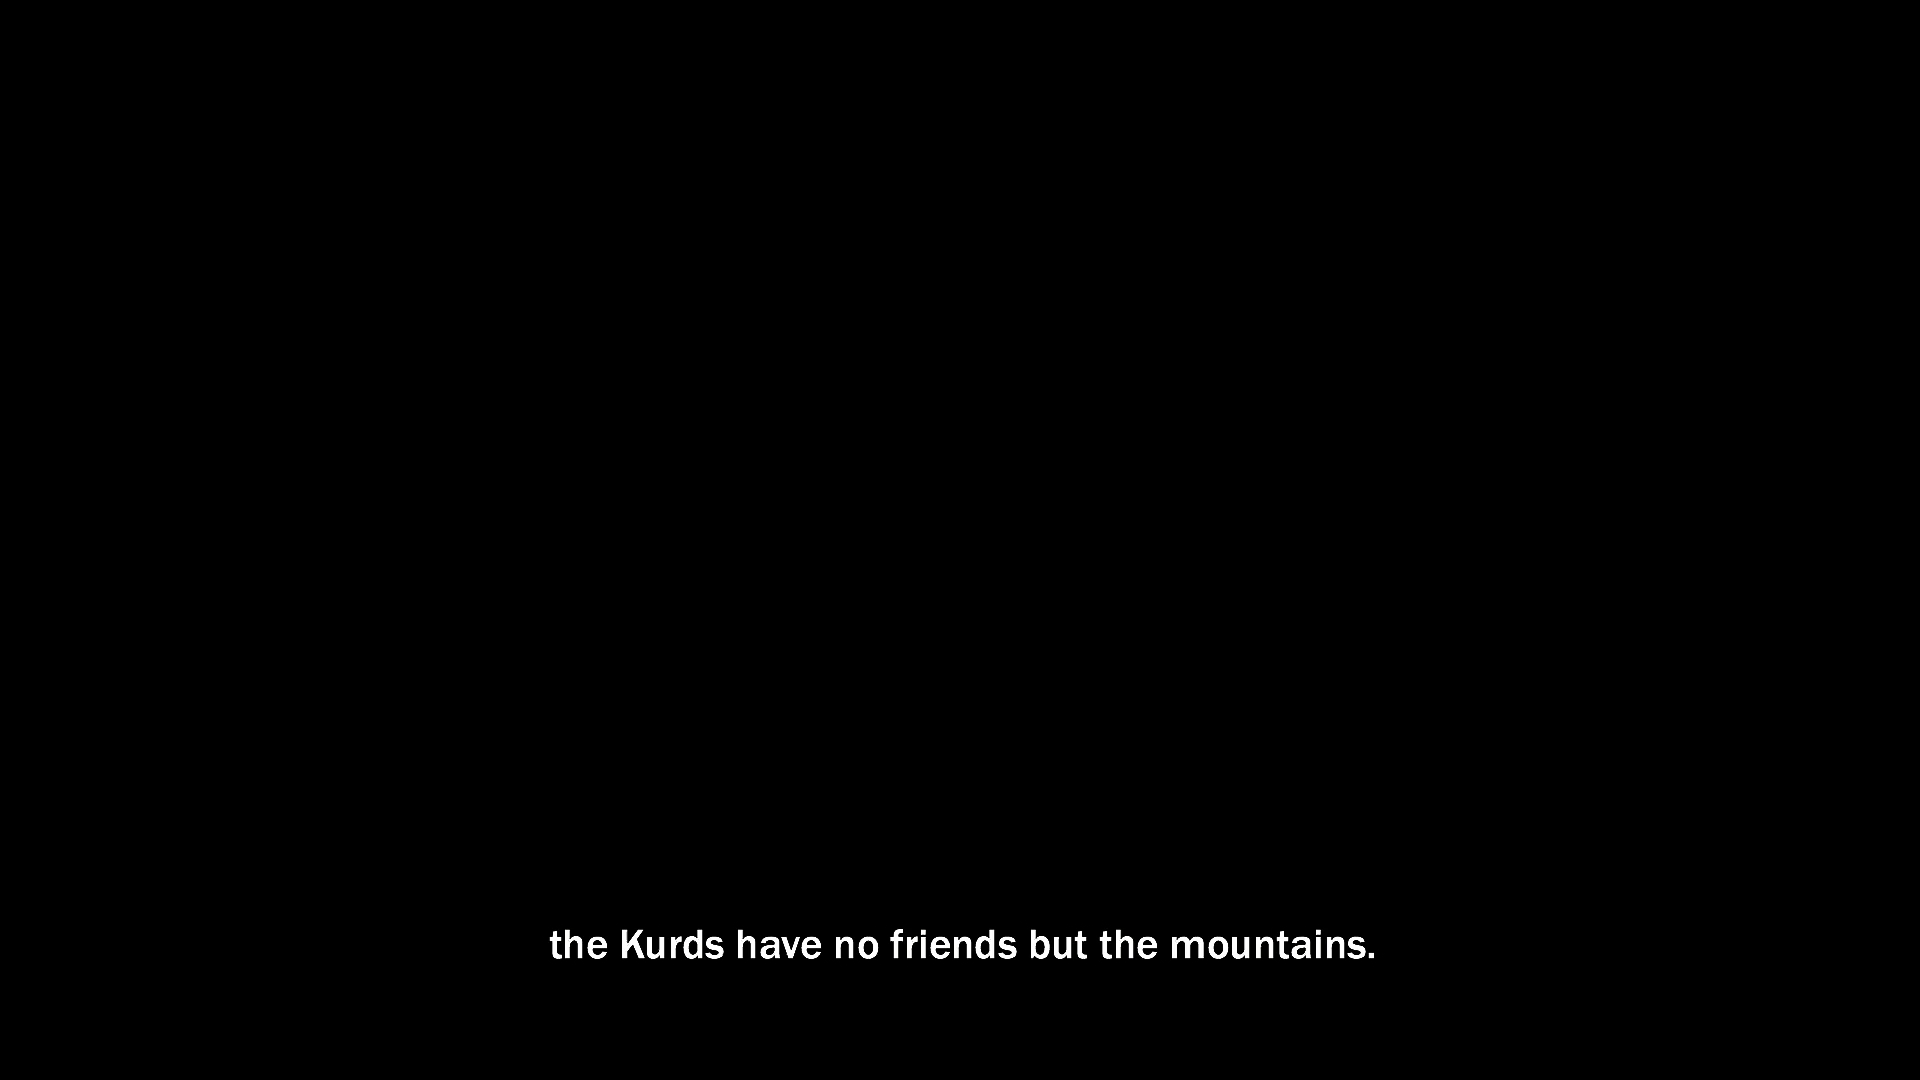 the Kurds have no friends but the mountains.